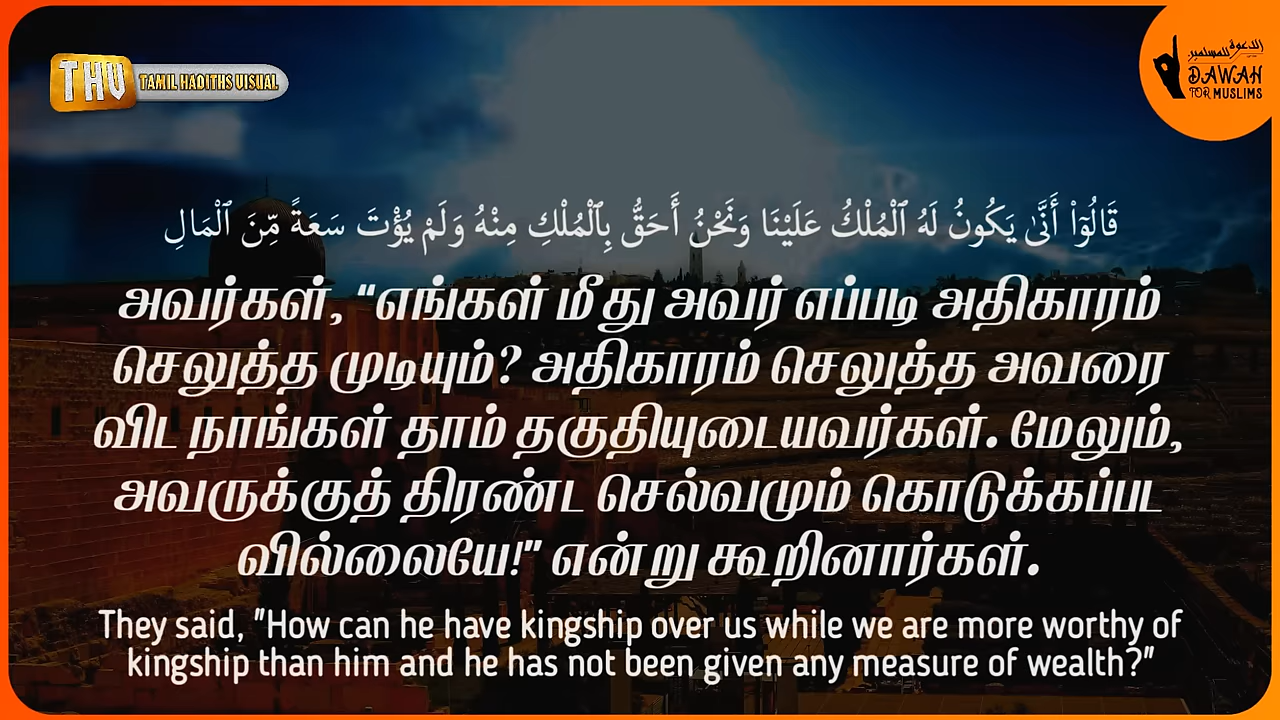 THV
TAMIL HADITHS VISUAL
الدعوة للمسلمين
DAWAH
FOR MUSLIMS
قَالُوٓا۟ أَنَّىٰ يَكُونُ لَهُ ٱلْمُلْكُ عَلَيْنَا وَنَحْنُ أَحَقُّ بِٱلْمُلْكِ مِنْهُ وَلَمْ يُؤْتَ سَعَةً مِّنَ ٱلْمَالِ
அவர்கள், "எங்கள் மீது அவர் எப்படி அதிகாரம்
செலுத்த முடியும்? அதிகாரம் செலுத்த அவரை
விட நாங்கள் தாம் தகுதியுடையவர்கள். மேலும்,
அவருக்குத் திரண்ட செல்வமும் கொடுக்கப்பட
வில்லையே!" என்று கூறினார்கள்.
They said, "How can he have kingship over us while we are more worthy of
kingship than him and he has not been given any measure of wealth?"